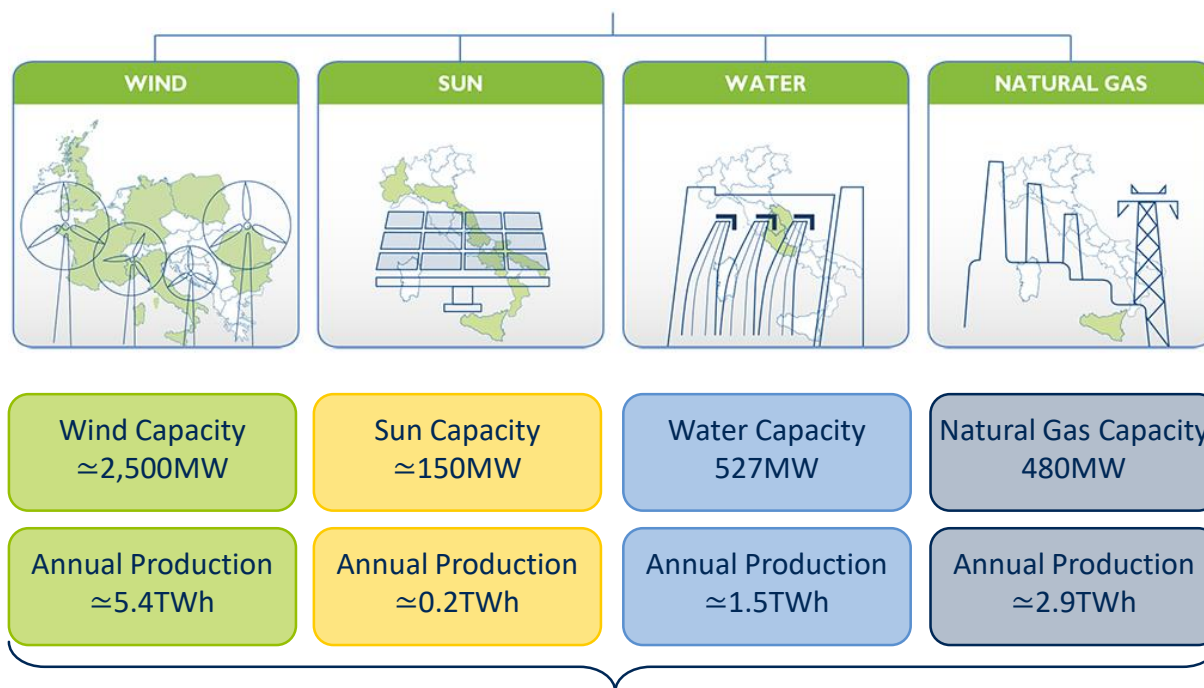 WIND
SUN
WATER
NATURAL GAS
Wind Capacity
≃2,500MW
Sun Capacity
≃150MW
Water Capacity
527MW
Natural Gas Capacity
480MW
Annual Production
≃5.4TWh
Annual Production
≃0.2TWh
Annual Production
≃1.5TWh
Annual Production
≃2.9TWh